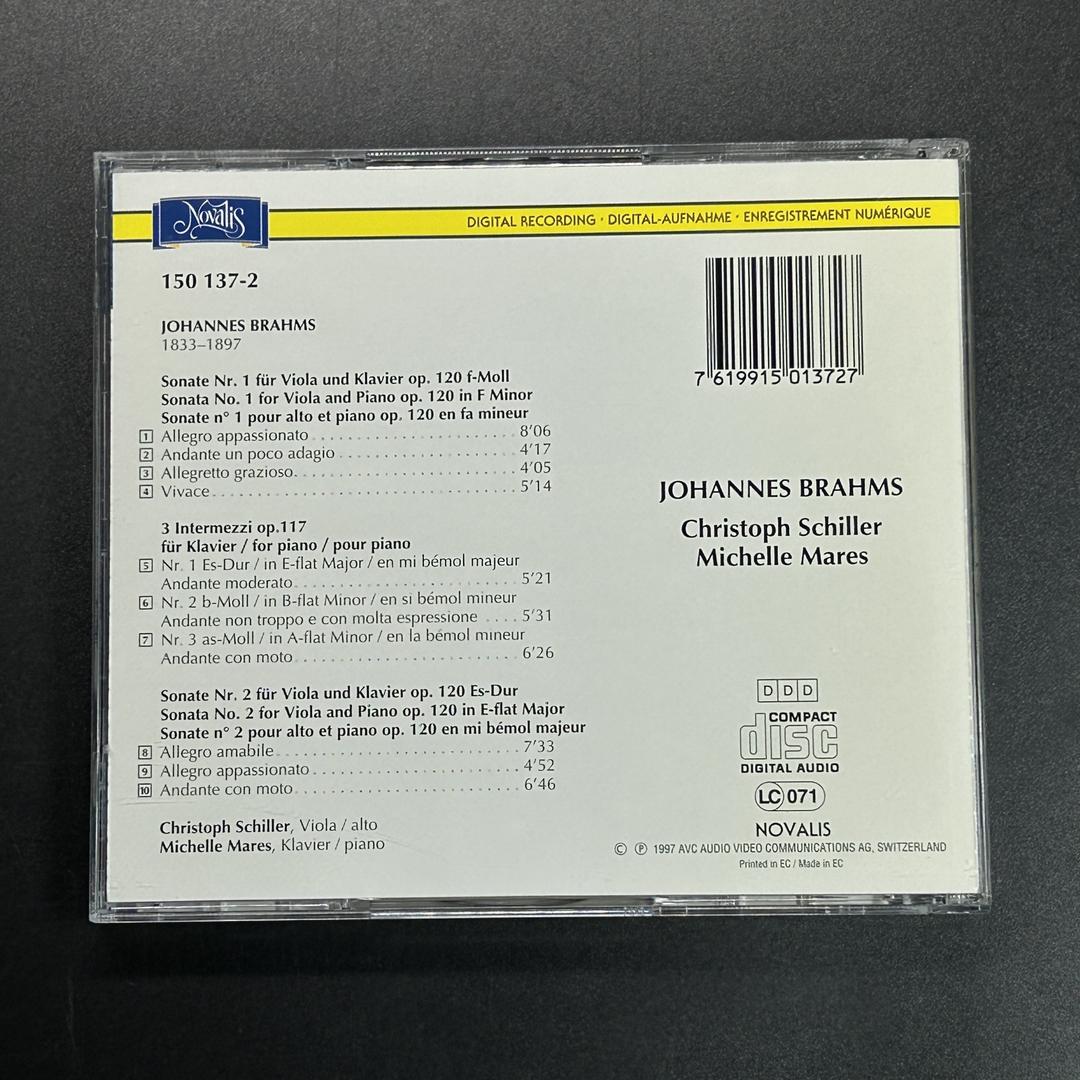 Novalis
DIGITAL RECORDING · DIGITAL-AUFNAHME · ENREGISTREMENT NUMÉRIQUE
150 137-2
JOHANNES BRAHMS
1833–1897
Sonate Nr. 1 für Viola und Klavier op. 120 f-Moll
Sonata No. 1 for Viola and Piano op. 120 in F Minor
Sonate n° 1 pour alto et piano op. 120 en fa mineur
1 Allegro appassionato 8'06
2 Andante un poco adagio 4'17
3 Allegretto grazioso 4'05
4 Vivace 5'14
3 Intermezzi op.117
für Klavier / for piano / pour piano
5 Nr. 1 Es-Dur / in E-flat Major / en mi bémol majeur
Andante moderato 5'21
6 Nr. 2 b-Moll / in B-flat Minor / en si bémol mineur
Andante non troppo e con molta espressione 5'31
7 Nr. 3 as-Moll / in A-flat Minor / en la bémol mineur
Andante con moto 6'26
Sonate Nr. 2 für Viola und Klavier op. 120 Es-Dur
Sonata No. 2 for Viola and Piano op. 120 in E-flat Major
Sonate n° 2 pour alto et piano op. 120 en mi bémol majeur
8 Allegro amabile 7'33
9 Allegro appassionato 4'52
10 Andante con moto 6'46
Christoph Schiller, Viola / alto
Michelle Mares, Klavier / piano
7 619915 013727
JOHANNES BRAHMS
Christoph Schiller
Michelle Mares
DDD
COMPACT
disc
DIGITAL AUDIO
LC 071
NOVALIS
© ℗ 1997 AVC AUDIO VIDEO COMMUNICATIONS AG, SWITZERLAND
Printed in EC / Made in EC